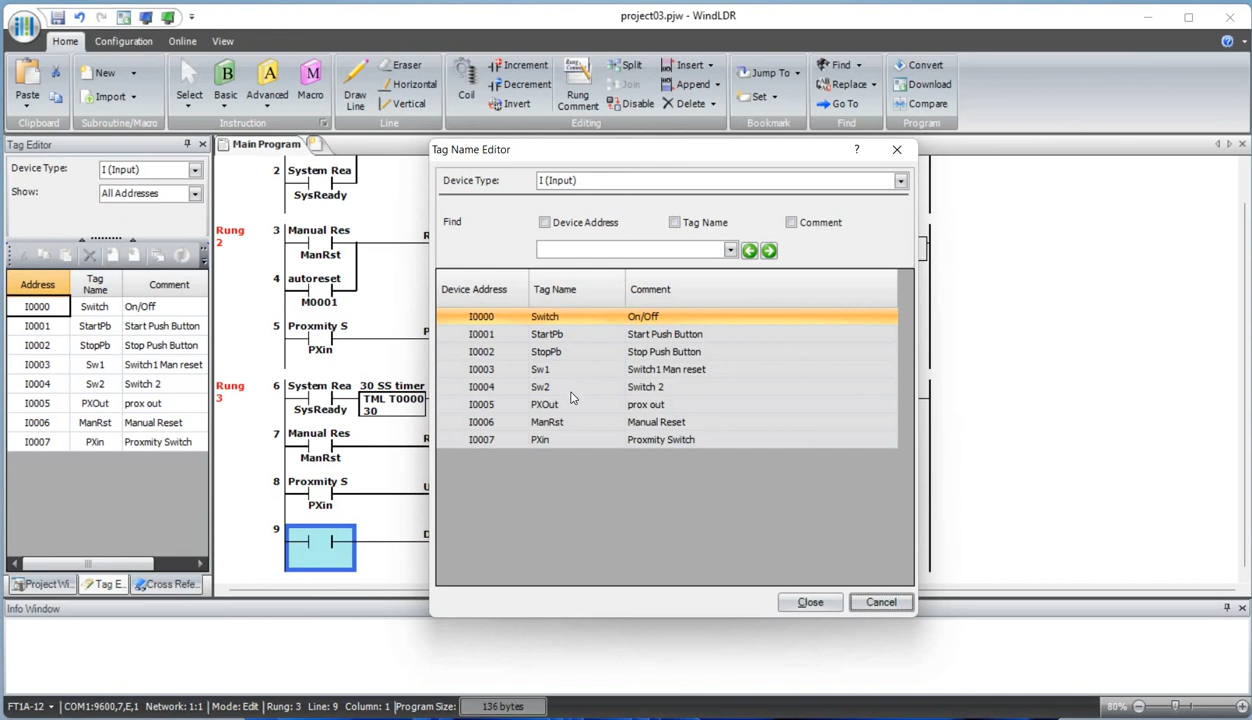 project03.pjw - WindLDR
Home Configuration Online View
Paste
Clipboard
New
Import
Subroutine/Macro
Select Basic Advanced Macro
B A M
Instruction
Draw Line
Eraser
Horizontal
Vertical
Line
Coil
Increment
Decrement
Invert
Rung Comment
Split
Join
Disable
Insert
Append
Delete
Editing
Jump To
Set
Bookmark
Find
Replace
Go To
Find
Convert
Download
Compare
Program
Tag Editor
Device Type: I (Input)
Show: All Addresses
Address Tag Name Comment
I0000 Switch On/Off
I0001 StartPb Start Push Button
I0002 StopPb Stop Push Button
I0003 Sw1 Switch1 Man reset
I0004 Sw2 Switch 2
I0005 PXOut prox out
I0006 ManRst Manual Reset
I0007 PXin Proxmity Switch
Project Wi... Tag E... Cross Refe...
Main Program
2 System Rea
SysReady
Rung 2
3 Manual Res R
ManRst
4 autoreset
M0001
5 Proxmity S P
PXin
Rung 3
6 System Rea 30 SS timer
SysReady TML T0000
30
7 Manual Res R
ManRst
8 Proxmity S U
PXin
9 D
Tag Name Editor
Device Type: I (Input)
Find Device Address Tag Name Comment
Device Address Tag Name Comment
I0000 Switch On/Off
I0001 StartPb Start Push Button
I0002 StopPb Stop Push Button
I0003 Sw1 Switch1 Man reset
I0004 Sw2 Switch 2
I0005 PXOut prox out
I0006 ManRst Manual Reset
I0007 PXin Proxmity Switch
Close Cancel
Info Window
FT1A-12 COM1:9600,7,E,1 Network: 1:1 Mode: Edit Rung: 3 Line: 9 Column: 1 Program Size: 136 bytes 80%